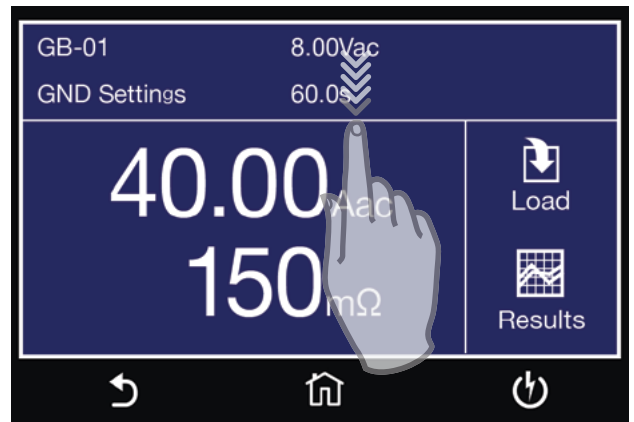 GB-01 8.00Vac
GND Settings 60.0s
40.00Aac
150mΩ
Load
Results